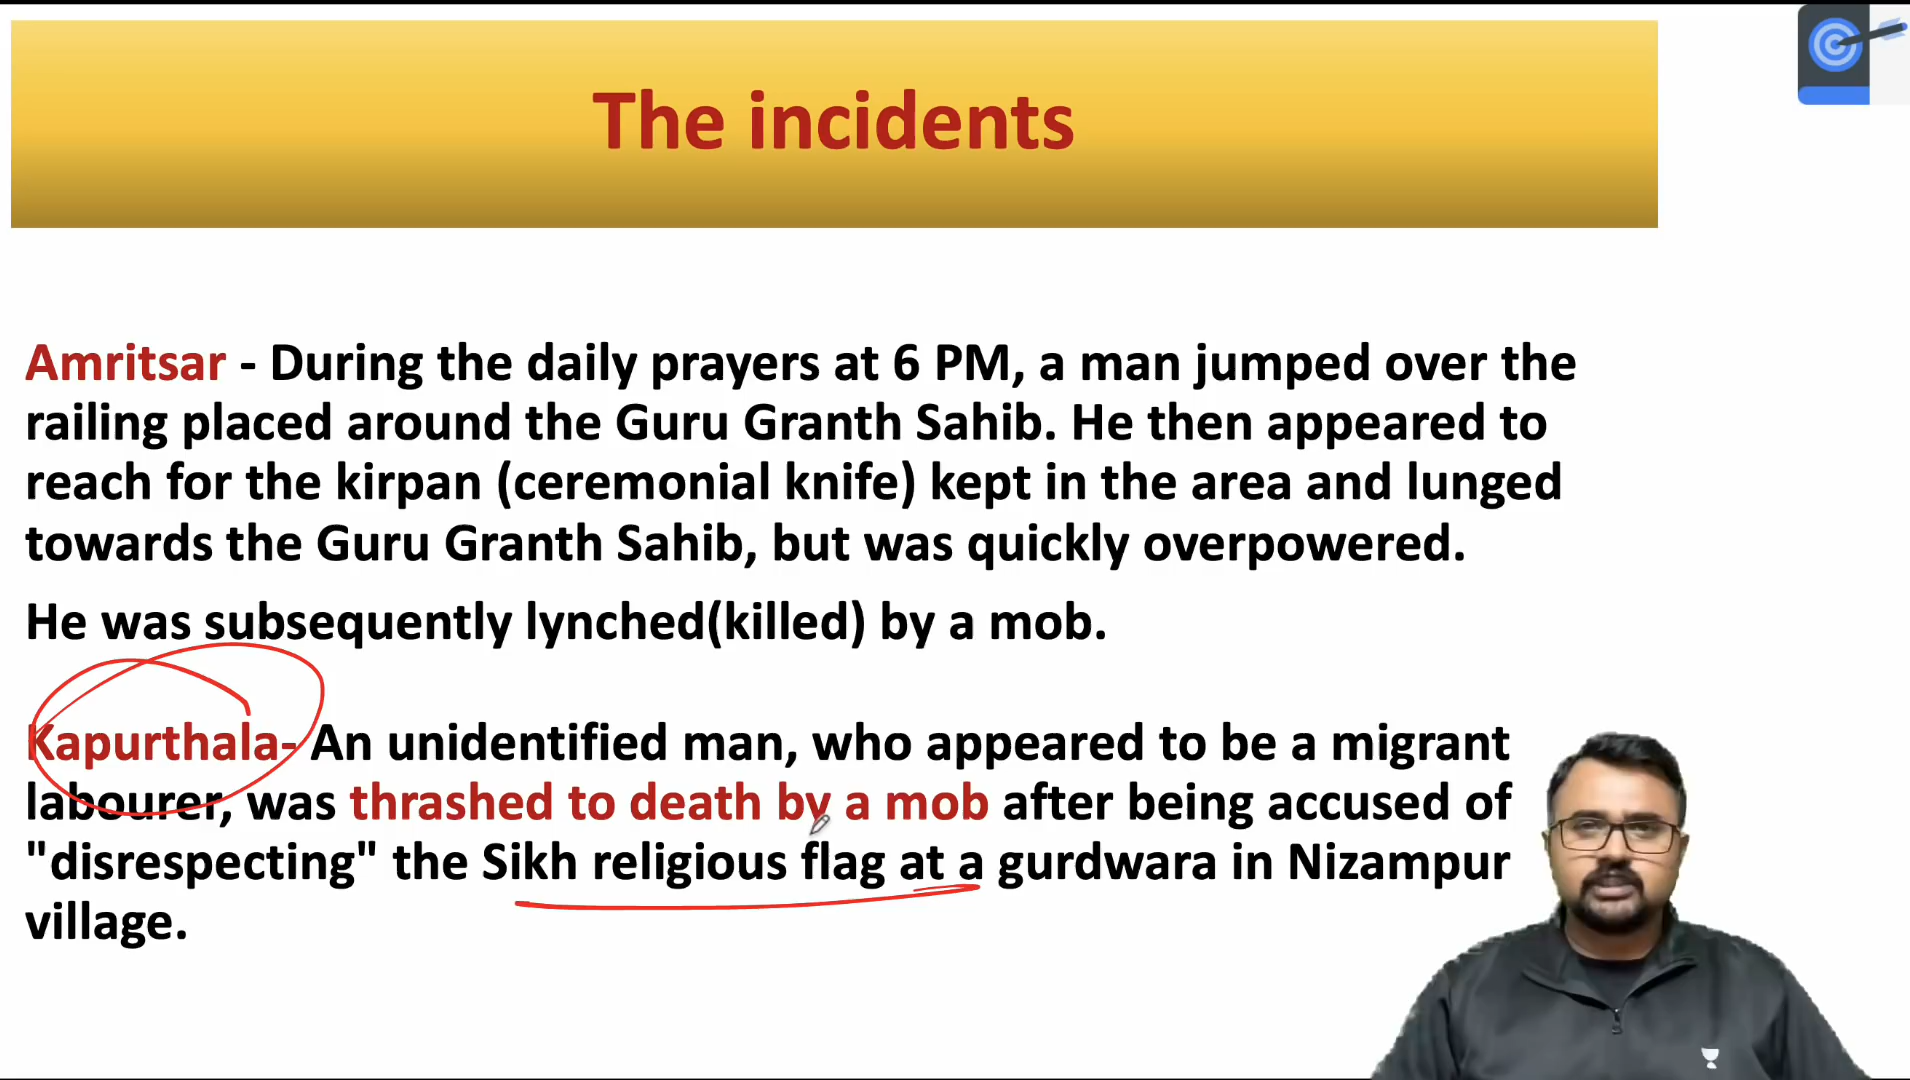 The incidents
Amritsar - During the daily prayers at 6 PM, a man jumped over the
railing placed around the Guru Granth Sahib. He then appeared to
reach for the kirpan (ceremonial knife) kept in the area and lunged
towards the Guru Granth Sahib, but was quickly overpowered.
He was subsequently lynched(killed) by a mob.
Kapurthala- An unidentified man, who appeared to be a migrant
labourer, was thrashed to death by a mob after being accused of
"disrespecting" the Sikh religious flag at a gurdwara in Nizampur
village.